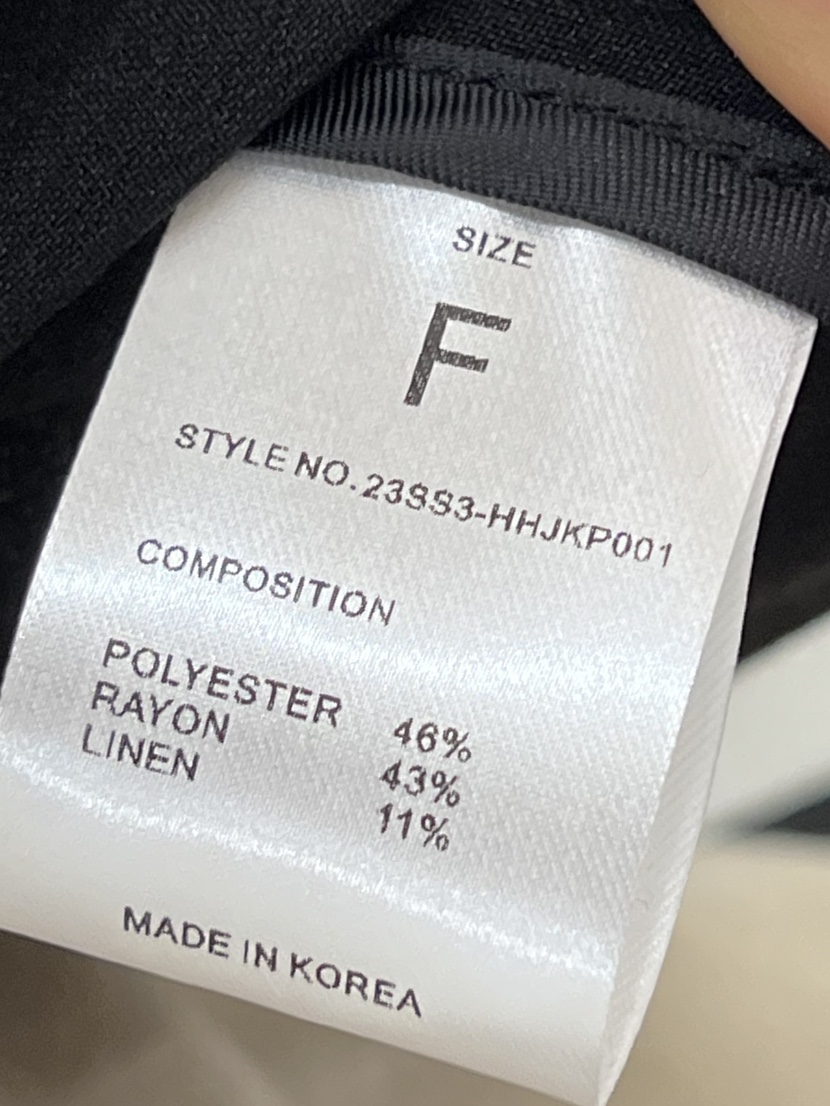 SIZE
F
STYLE NO.23SS3-HHJKP001
COMPOSITION
POLYESTER 46%
RAYON 43%
LINEN 11%
MADE IN KOREA